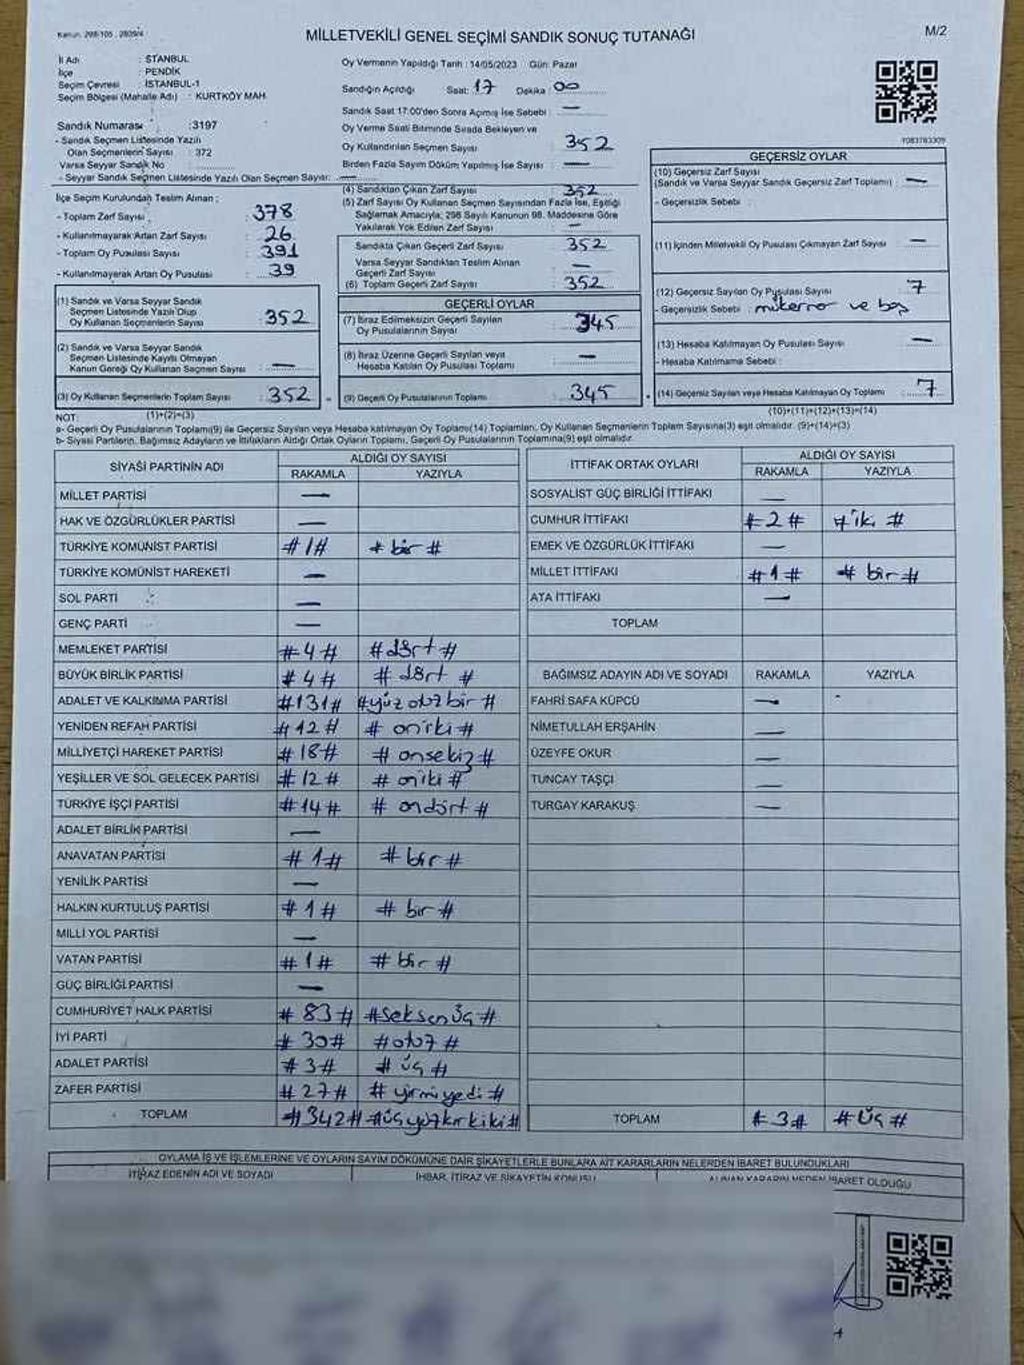 Kanun: 298/105 , 2839/4
MİLLETVEKİLİ GENEL SEÇİMİ SANDIK SONUÇ TUTANAĞI
M/2
İl Adı : İSTANBUL
İlçe : PENDİK
Seçim Çevresi : İSTANBUL-1
Seçim Bölgesi (Mahalle Adı) : KURTKÖY MAH.
Sandık Numarası : 3197
- Sandık Seçmen Listesinde Yazılı
Olan Seçmenlerin Sayısı : 372
Varsa Seyyar Sandık No :
- Seyyar Sandık Seçmen Listesinde Yazılı Olan Seçmen Sayısı: —
Oy Vermenin Yapıldığı Tarih : 14/05/2023 Gün: Pazar
Sandığın Açıldığı Saat: 17 Dakika : 00
Sandık Saat 17:00'den Sonra Açılmış İse Sebebi : —
Oy Verme Saati Bitiminde Sırada Bekleyen ve
Oy Kullandırılan Seçmen Sayısı : 352
Birden Fazla Sayım Döküm Yapılmış İse Sayısı : —
1083783309
İlçe Seçim Kurulundan Teslim Alınan :
- Toplam Zarf Sayısı : 378
- Kullanılmayarak Artan Zarf Sayısı : 26
- Toplam Oy Pusulası Sayısı : 391
- Kullanılmayarak Artan Oy Pusulası : 39
(4) Sandıktan Çıkan Zarf Sayısı 352
(5) Zarf Sayısı Oy Kullanan Seçmen Sayısından Fazla İse, Eşitliği
Sağlamak Amacıyla; 298 Sayılı Kanunun 98. Maddesine Göre
Yakılarak Yok Edilen Zarf Sayısı : —
Sandıkta Çıkan Geçerli Zarf Sayısı : 352
Varsa Seyyar Sandıktan Teslim Alınan
Geçerli Zarf Sayısı : —
(6) Toplam Geçerli Zarf Sayısı : 352
GEÇERSİZ OYLAR
(10) Geçersiz Zarf Sayısı
(Sandık ve Varsa Seyyar Sandık Geçersiz Zarf Toplamı) : —
- Geçersizlik Sebebi :
(11) İçinden Milletvekili Oy Pusulası Çıkmayan Zarf Sayısı : —
(12) Geçersiz Sayılan Oy Pusulası Sayısı : 7
- Geçersizlik Sebebi : ve boş
(13) Hesaba Katılmayan Oy Pusulası Sayısı : —
- Hesaba Katılmama Sebebi :
(14) Geçersiz Sayılan veya Hesaba Katılmayan Oy Toplamı : 7
(1) Sandık ve Varsa Seyyar Sandık
Seçmen Listesinde Yazılı Olup
Oy Kullanan Seçmenlerin Sayısı : 352
(2) Sandık ve Varsa Seyyar Sandık
Seçmen Listesinde Kayıtlı Olmayan
Kanun Gereği Oy Kullanan Seçmen Sayısı : —
(3) Oy Kullanan Seçmenlerin Toplam Sayısı : 352
GEÇERLİ OYLAR
(7) İtiraz Edilmeksizin Geçerli Sayılan
Oy Pusulalarının Sayısı : 345
(8) İtiraz Üzerine Geçerli Sayılan veya
Hesaba Katılan Oy Pusulası Toplamı : —
(9) Geçerli Oy Pusulalarının Toplamı : 345
NOT: (1)+(2)=(3)
(10)+(11)+(12)+(13)=(14)
a- Geçerli Oy Pusulalarının Toplamı(9) ile Geçersiz Sayılan veya Hesaba katılmayan Oy Toplamı(14) Toplamları, Oy Kullanan Seçmenlerin Toplam Sayısına(3) eşit olmalıdır. (9)+(14)=(3)
b- Siyasi Partilerin, Bağımsız Adayların ve İttifakların Aldığı Ortak Oyların Toplamı, Geçerli Oy Pusulalarının Toplamına(9) eşit olmalıdır.
SİYASİ PARTİNİN ADI ALDIĞI OY SAYISI
RAKAMLA YAZIYLA
MİLLET PARTİSİ —
HAK VE ÖZGÜRLÜKLER PARTİSİ —
TÜRKİYE KOMÜNİST PARTİSİ #1# # bir #
TÜRKİYE KOMÜNİST HAREKETİ —
SOL PARTİ —
GENÇ PARTİ —
MEMLEKET PARTİSİ #4# # dört #
BÜYÜK BİRLİK PARTİSİ #4# # dört #
ADALET VE KALKINMA PARTİSİ #131# #yüz otuz bir #
YENİDEN REFAH PARTİSİ #12# # oniki #
MİLLİYETÇİ HAREKET PARTİSİ #18# # onsekiz #
YEŞİLLER VE SOL GELECEK PARTİSİ #12# # oniki #
TÜRKİYE İŞÇİ PARTİSİ #14# # ondört #
ADALET BİRLİK PARTİSİ —
ANAVATAN PARTİSİ #1# # bir #
YENİLİK PARTİSİ —
HALKIN KURTULUŞ PARTİSİ #1# # bir #
MİLLİ YOL PARTİSİ —
VATAN PARTİSİ #1# # bir #
GÜÇ BİRLİĞİ PARTİSİ —
CUMHURİYET HALK PARTİSİ #83# #seksen üç #
İYİ PARTİ #30# #otuz #
ADALET PARTİSİ #3# # üç #
ZAFER PARTİSİ #27# # yirmiyedi #
TOPLAM #342# #üçyüzkırkiki#
İTTİFAK ORTAK OYLARI ALDIĞI OY SAYISI
RAKAMLA YAZIYLA
SOSYALİST GÜÇ BİRLİĞİ İTTİFAKI —
CUMHUR İTTİFAKI #2# # iki #
EMEK VE ÖZGÜRLÜK İTTİFAKI —
MİLLET İTTİFAKI #1# # bir #
ATA İTTİFAKI —
TOPLAM
BAĞIMSIZ ADAYIN ADI VE SOYADI RAKAMLA YAZIYLA
FAHRİ SAFA KÜPCÜ —
NİMETULLAH ERŞAHİN —
ÜZEYFE OKUR —
TUNCAY TAŞÇI —
TURGAY KARAKUŞ —
TOPLAM #3# # üç #
OYLAMA İŞ VE İŞLEMLERİNE VE OYLARIN SAYIM DÖKÜMÜNE DAİR ŞİKAYETLERLE BUNLARA AİT KARARLARIN NELERDEN İBARET BULUNDUKLARI
İTİRAZ EDENİN ADI VE SOYADI İHBAR, İTİRAZ VE ŞİKAYETİN KONUSU ALINAN KARARIN NEDEN İBARET OLDUĞU